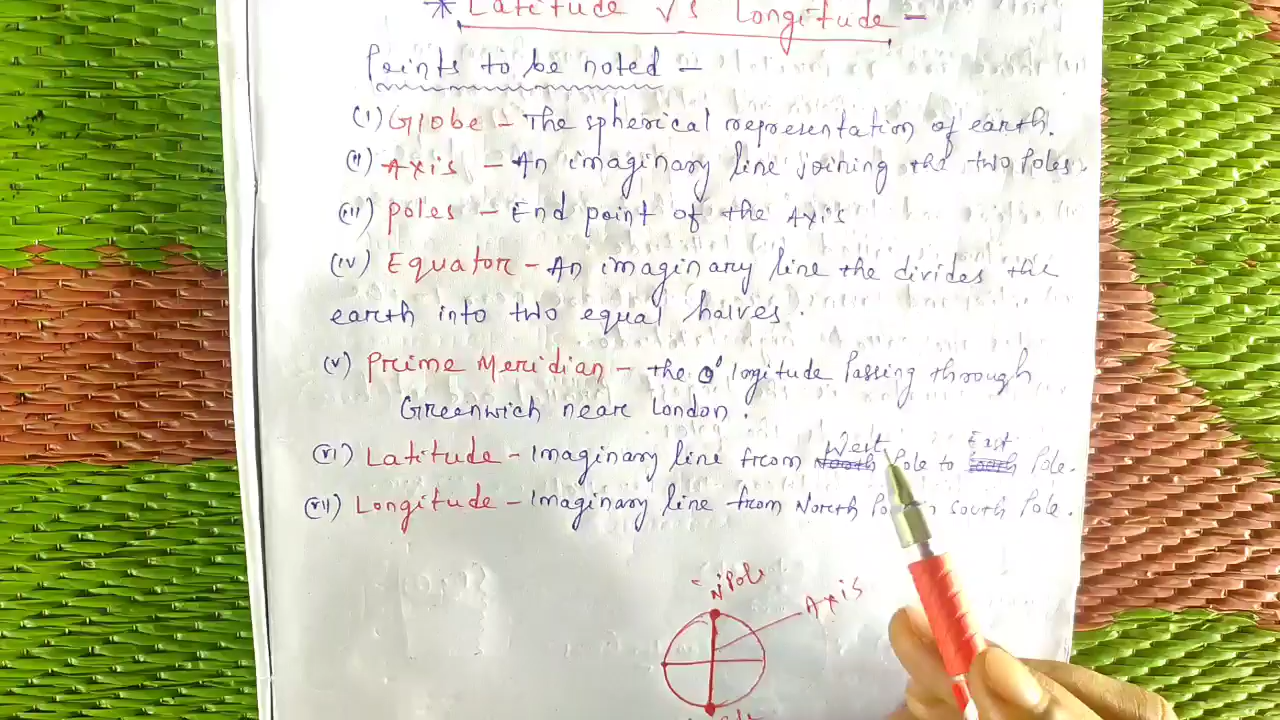 * Latitude Vs Longitude -
Points to be noted -
(i) Globe - The spherical representation of earth.
(ii) Axis - An imaginary line joining the two Poles.
(iii) Poles - End point of the Axis
(iv) Equator - An imaginary line the divides the
earth into two equal halves.
(v) Prime Meridian - the 0° logitude Passing through
Greenwich near London.
(vi) Latitude - Imaginary line from West Pole to East Pole.
(vii) Longitude - Imaginary line from North South Pole.
N Pole
Axis